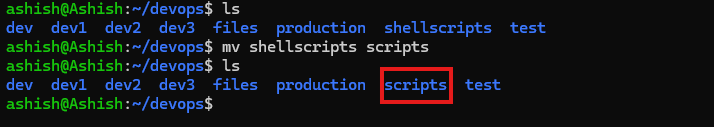 ashish@Ashish:~/devops$ ls
dev  dev1  dev2  dev3  files  production  shellscripts  test
ashish@Ashish:~/devops$ mv shellscripts scripts
ashish@Ashish:~/devops$ ls
dev  dev1  dev2  dev3  files  production  scripts  test
ashish@Ashish:~/devops$